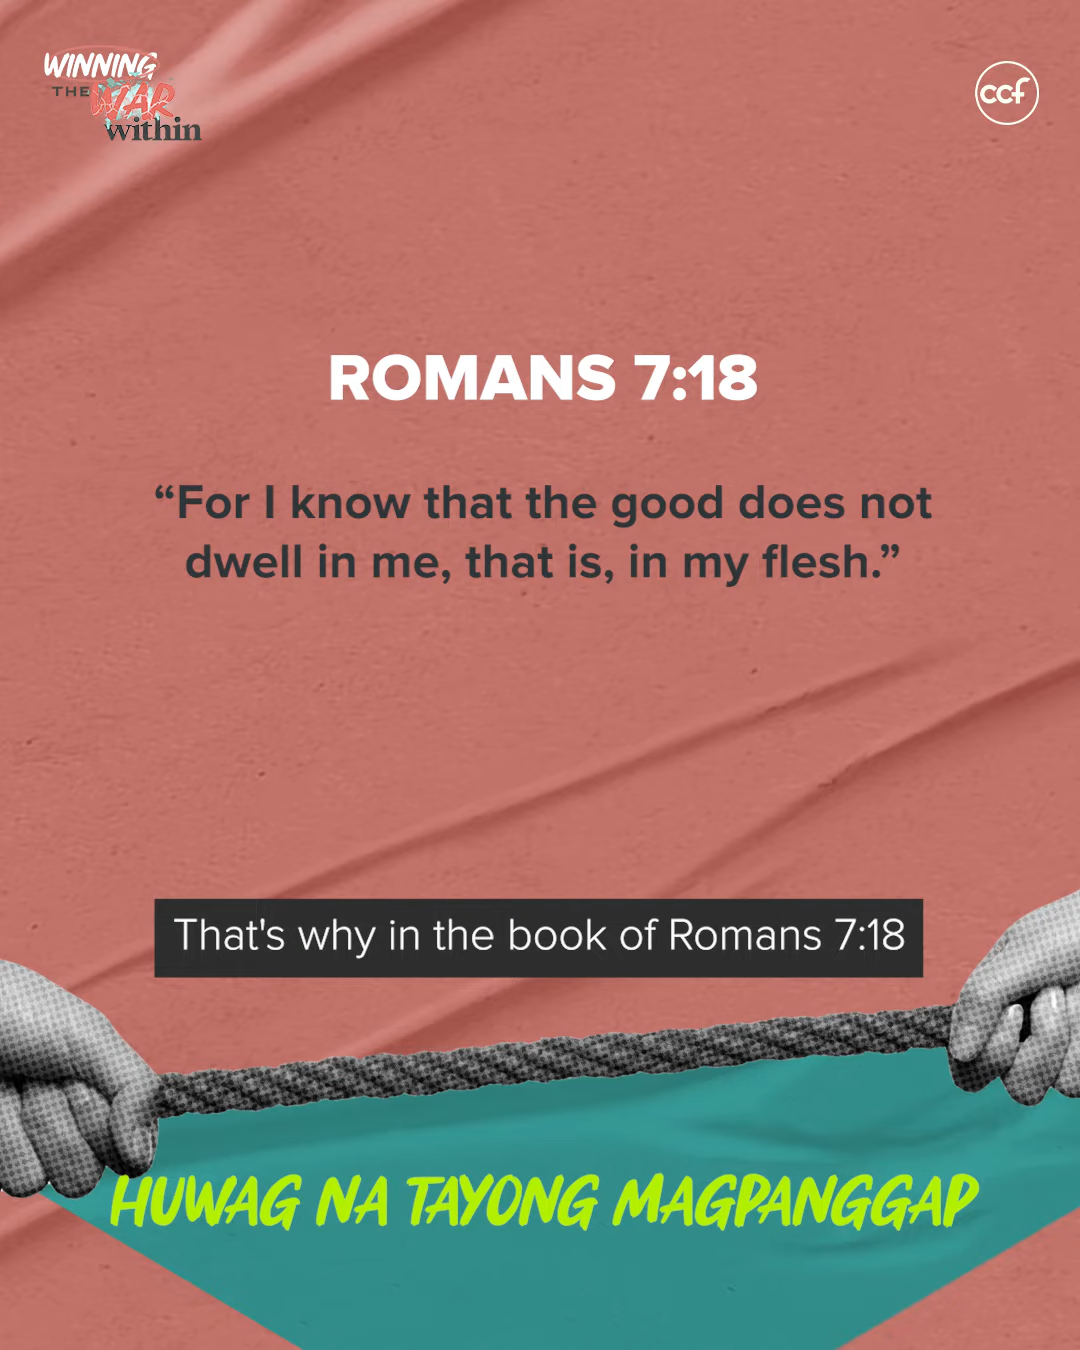 WINNING
THE WAR
within
ccf
ROMANS 7:18
“For I know that the good does not
dwell in me, that is, in my flesh.”
That's why in the book of Romans 7:18
HUWAG NA TAYONG MAGPANGGAP